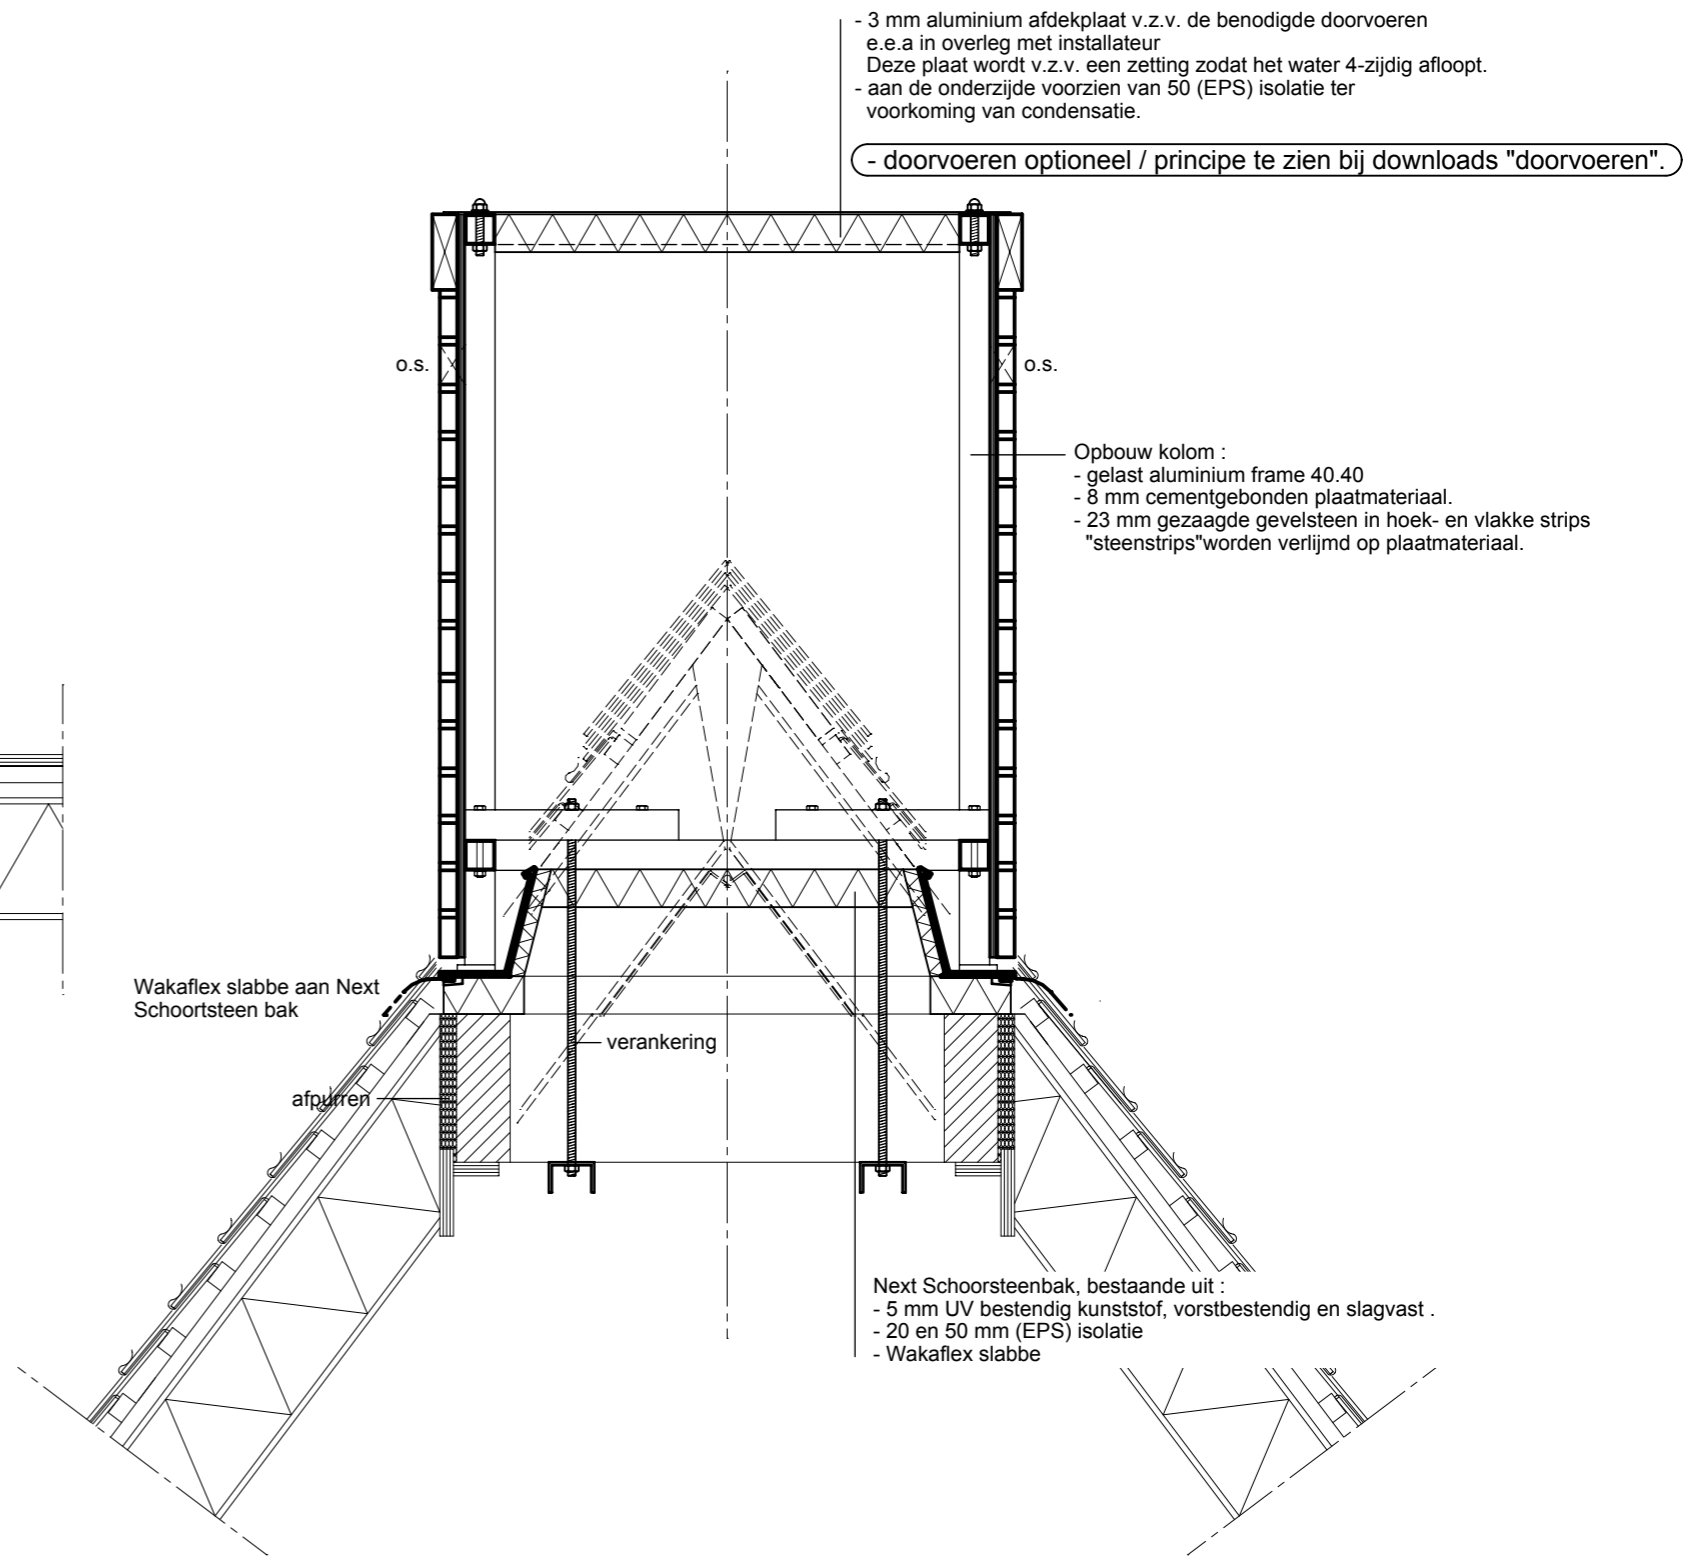 - 3 mm aluminium afdekplaat v.z.v. de benodigde doorvoeren
e.e.a in overleg met installateur
Deze plaat wordt v.z.v. een zetting zodat het water 4-zijdig afloopt.
- aan de onderzijde voorzien van 50 (EPS) isolatie ter
voorkoming van condensatie.
- doorvoeren optioneel / principe te zien bij downloads "doorvoeren".
o.s.
o.s.
Opbouw kolom :
- gelast aluminium frame 40.40
- 8 mm cementgebonden plaatmateriaal.
- 23 mm gezaagde gevelsteen in hoek- en vlakke strips
"steenstrips"worden verlijmd op plaatmateriaal.
Wakaflex slabbe aan Next
Schoortsteen bak
verankering
afpurren
Next Schoorsteenbak, bestaande uit :
- 5 mm UV bestendig kunststof, vorstbestendig en slagvast .
- 20 en 50 mm (EPS) isolatie
- Wakaflex slabbe